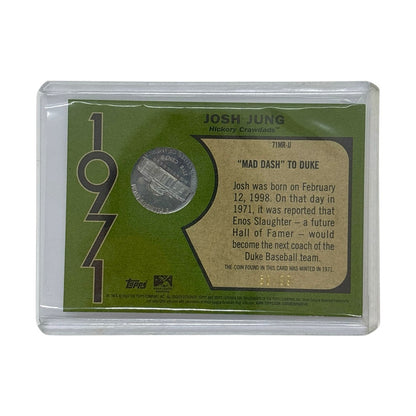 JOSH JUNG
Hickory Crawdads™
71MR-JJ
"MAD DASH" TO DUKE
Josh was born on February
12, 1998. On that day in
1971, it was reported that
Enos Slaughter – a future
Hall of Famer – would
become the next coach of the
Duke Baseball team.
THE COIN FOUND IN THIS CARD WAS MINTED IN 1971.
1971
TOPPS